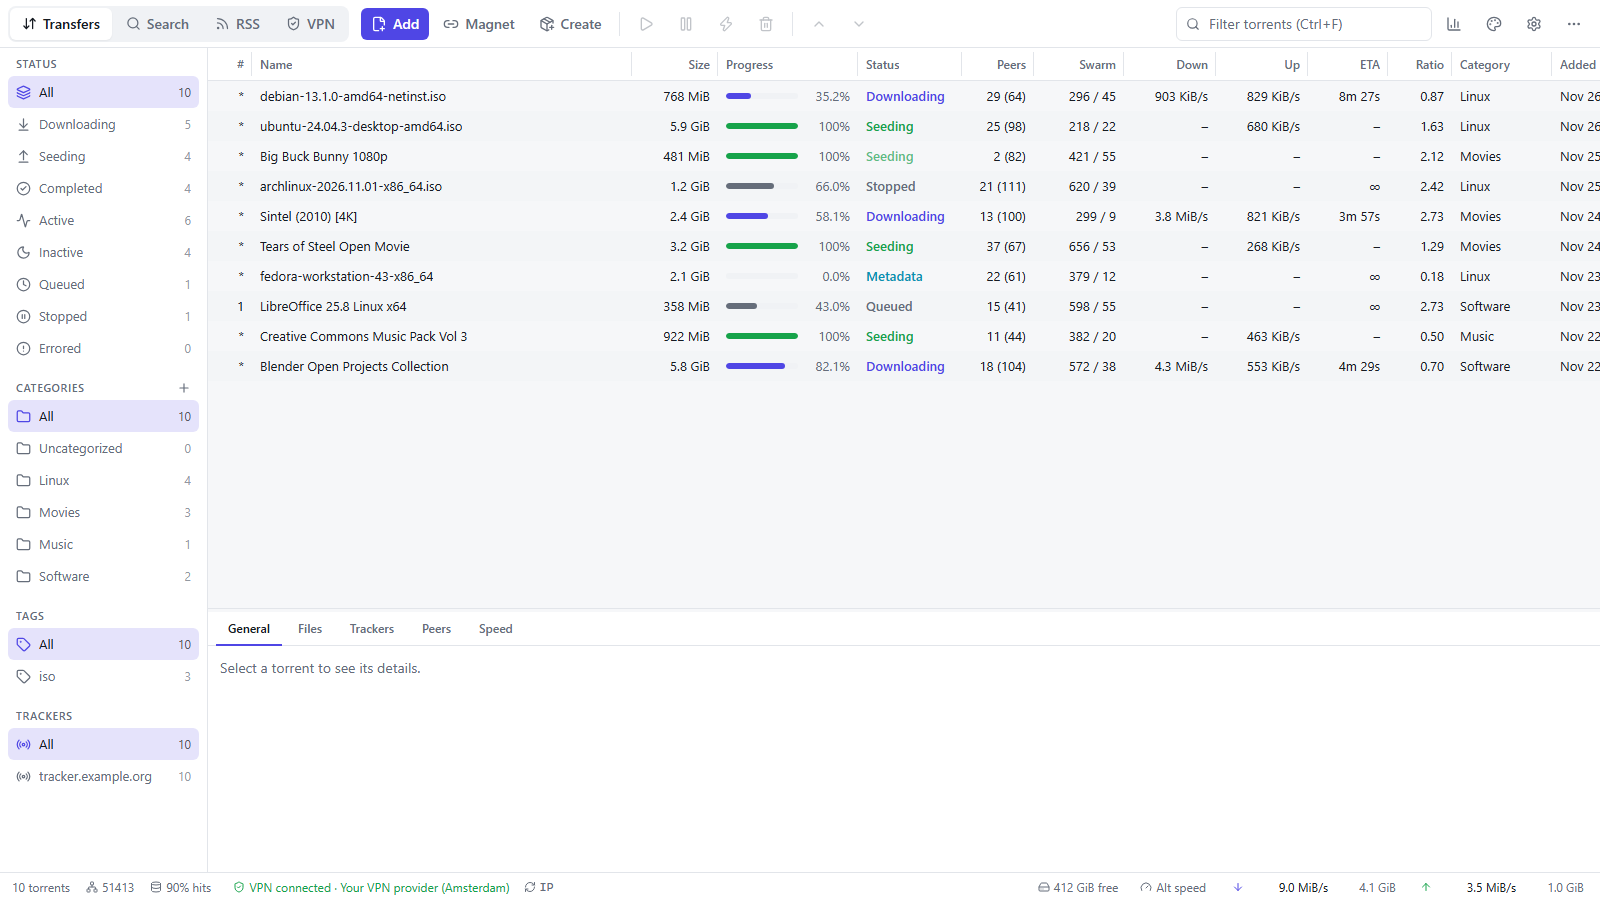 Transfers Search RSS VPN Add Magnet Create Filter torrents (Ctrl+F)
STATUS
All 10
Downloading 5
Seeding 4
Completed 4
Active 6
Inactive 4
Queued 1
Stopped 1
Errored 0
CATEGORIES +
All 10
Uncategorized 0
Linux 4
Movies 3
Music 1
Software 2
TAGS
All 10
iso 3
TRACKERS
All 10
tracker.example.org 10
# Name Size Progress Status Peers Swarm Down Up ETA Ratio Category Added
* debian-13.1.0-amd64-netinst.iso 768 MiB 35.2% Downloading 29 (64) 296 / 45 903 KiB/s 829 KiB/s 8m 27s 0.87 Linux Nov 26
* ubuntu-24.04.3-desktop-amd64.iso 5.9 GiB 100% Seeding 25 (98) 218 / 22 – 680 KiB/s – 1.63 Linux Nov 26
* Big Buck Bunny 1080p 481 MiB 100% Seeding 2 (82) 421 / 55 – – – 2.12 Movies Nov 25
* archlinux-2026.11.01-x86_64.iso 1.2 GiB 66.0% Stopped 21 (111) 620 / 39 – – ∞ 2.42 Linux Nov 25
* Sintel (2010) [4K] 2.4 GiB 58.1% Downloading 13 (100) 299 / 9 3.8 MiB/s 821 KiB/s 3m 57s 2.73 Movies Nov 24
* Tears of Steel Open Movie 3.2 GiB 100% Seeding 37 (67) 656 / 53 – 268 KiB/s – 1.29 Movies Nov 24
* fedora-workstation-43-x86_64 2.1 GiB 0.0% Metadata 22 (61) 379 / 12 – – ∞ 0.18 Linux Nov 23
1 LibreOffice 25.8 Linux x64 358 MiB 43.0% Queued 15 (41) 598 / 55 – – ∞ 2.73 Software Nov 23
* Creative Commons Music Pack Vol 3 922 MiB 100% Seeding 11 (44) 382 / 20 – 463 KiB/s – 0.50 Music Nov 22
* Blender Open Projects Collection 5.8 GiB 82.1% Downloading 18 (104) 572 / 38 4.3 MiB/s 553 KiB/s 4m 29s 0.70 Software Nov 22
General Files Trackers Peers Speed
Select a torrent to see its details.
10 torrents 51413 90% hits VPN connected · Your VPN provider (Amsterdam) IP 412 GiB free Alt speed 9.0 MiB/s 4.1 GiB 3.5 MiB/s 1.0 GiB